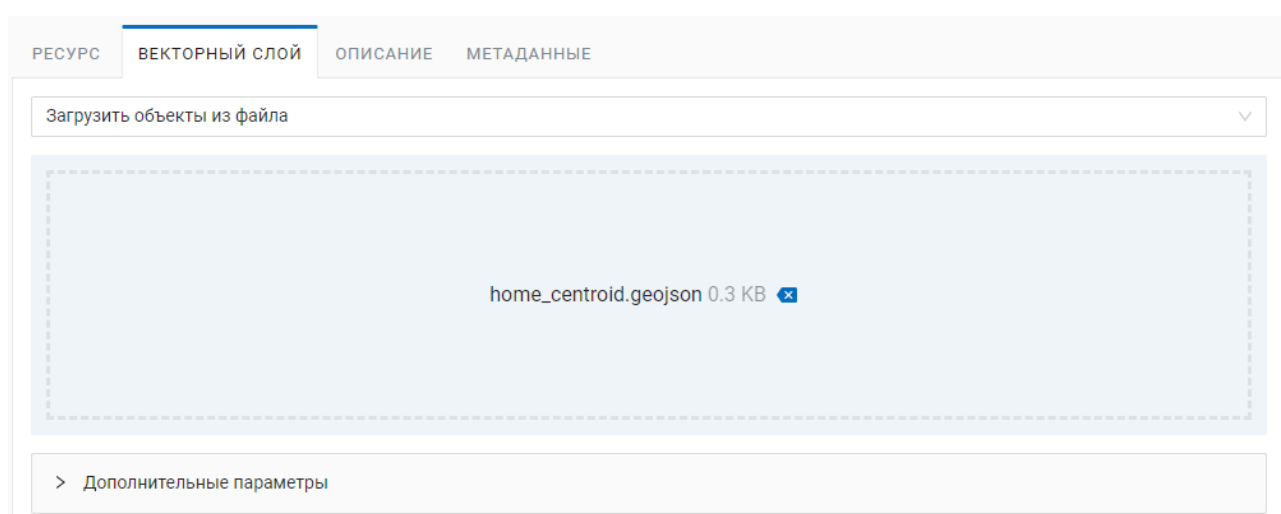 РЕСУРС ВЕКТОРНЫЙ СЛОЙ ОПИСАНИЕ МЕТАДАННЫЕ
Загрузить объекты из файла
home_centroid.geojson 0.3 KB
Дополнительные параметры